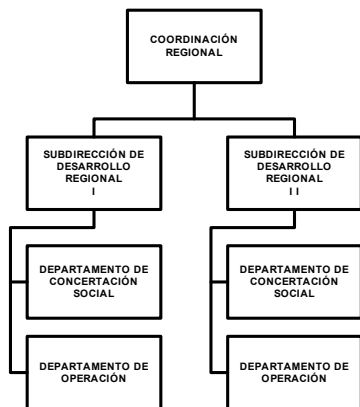 COORDINACIÓN
REGIONAL
SUBDIRECCIÓN DE
DESARROLLO
REGIONAL
I
SUBDIRECCIÓN DE
DESARROLLO
REGIONAL
I I
DEPARTAMENTO DE
CONCERTACIÓN
SOCIAL
DEPARTAMENTO DE
CONCERTACIÓN
SOCIAL
DEPARTAMENTO DE
OPERACIÓN
DEPARTAMENTO DE
OPERACIÓN